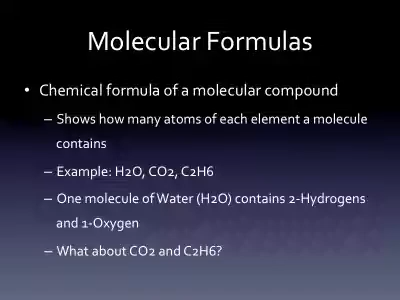 Molecular Formulas
• Chemical formula of a molecular compound
– Shows how many atoms of each element a molecule
contains
– Example: H2O, CO2, C2H6
– One molecule of Water (H2O) contains 2-Hydrogens
and 1-Oxygen
– What about CO2 and C2H6?